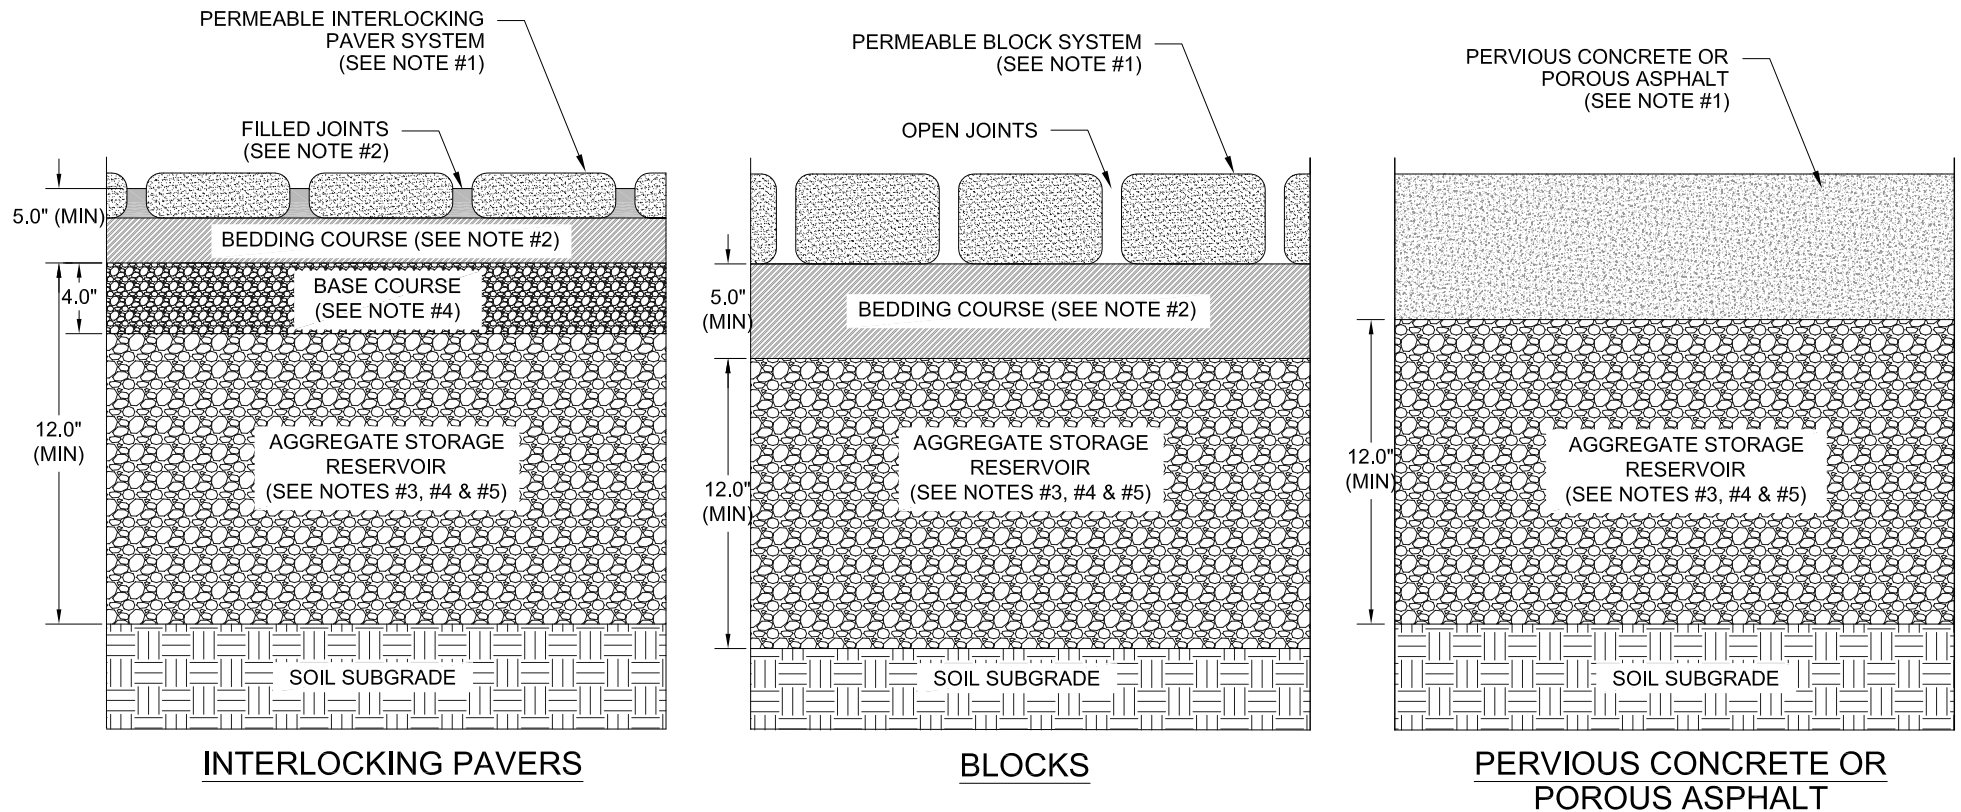 PERMEABLE INTERLOCKING
PAVER SYSTEM
(SEE NOTE #1)
FILLED JOINTS
(SEE NOTE #2)
5.0" (MIN)
BEDDING COURSE (SEE NOTE #2)
4.0"
BASE COURSE
(SEE NOTE #4)
12.0"
(MIN)
AGGREGATE STORAGE
RESERVOIR
(SEE NOTES #3, #4 & #5)
SOIL SUBGRADE
INTERLOCKING PAVERS
PERMEABLE BLOCK SYSTEM
(SEE NOTE #1)
OPEN JOINTS
5.0"
(MIN)
BEDDING COURSE (SEE NOTE #2)
AGGREGATE STORAGE
RESERVOIR
(SEE NOTES #3, #4 & #5)
12.0"
(MIN)
SOIL SUBGRADE
BLOCKS
PERVIOUS CONCRETE OR
POROUS ASPHALT
(SEE NOTE #1)
12.0"
(MIN)
AGGREGATE STORAGE
RESERVOIR
(SEE NOTES #3, #4 & #5)
SOIL SUBGRADE
PERVIOUS CONCRETE OR
POROUS ASPHALT